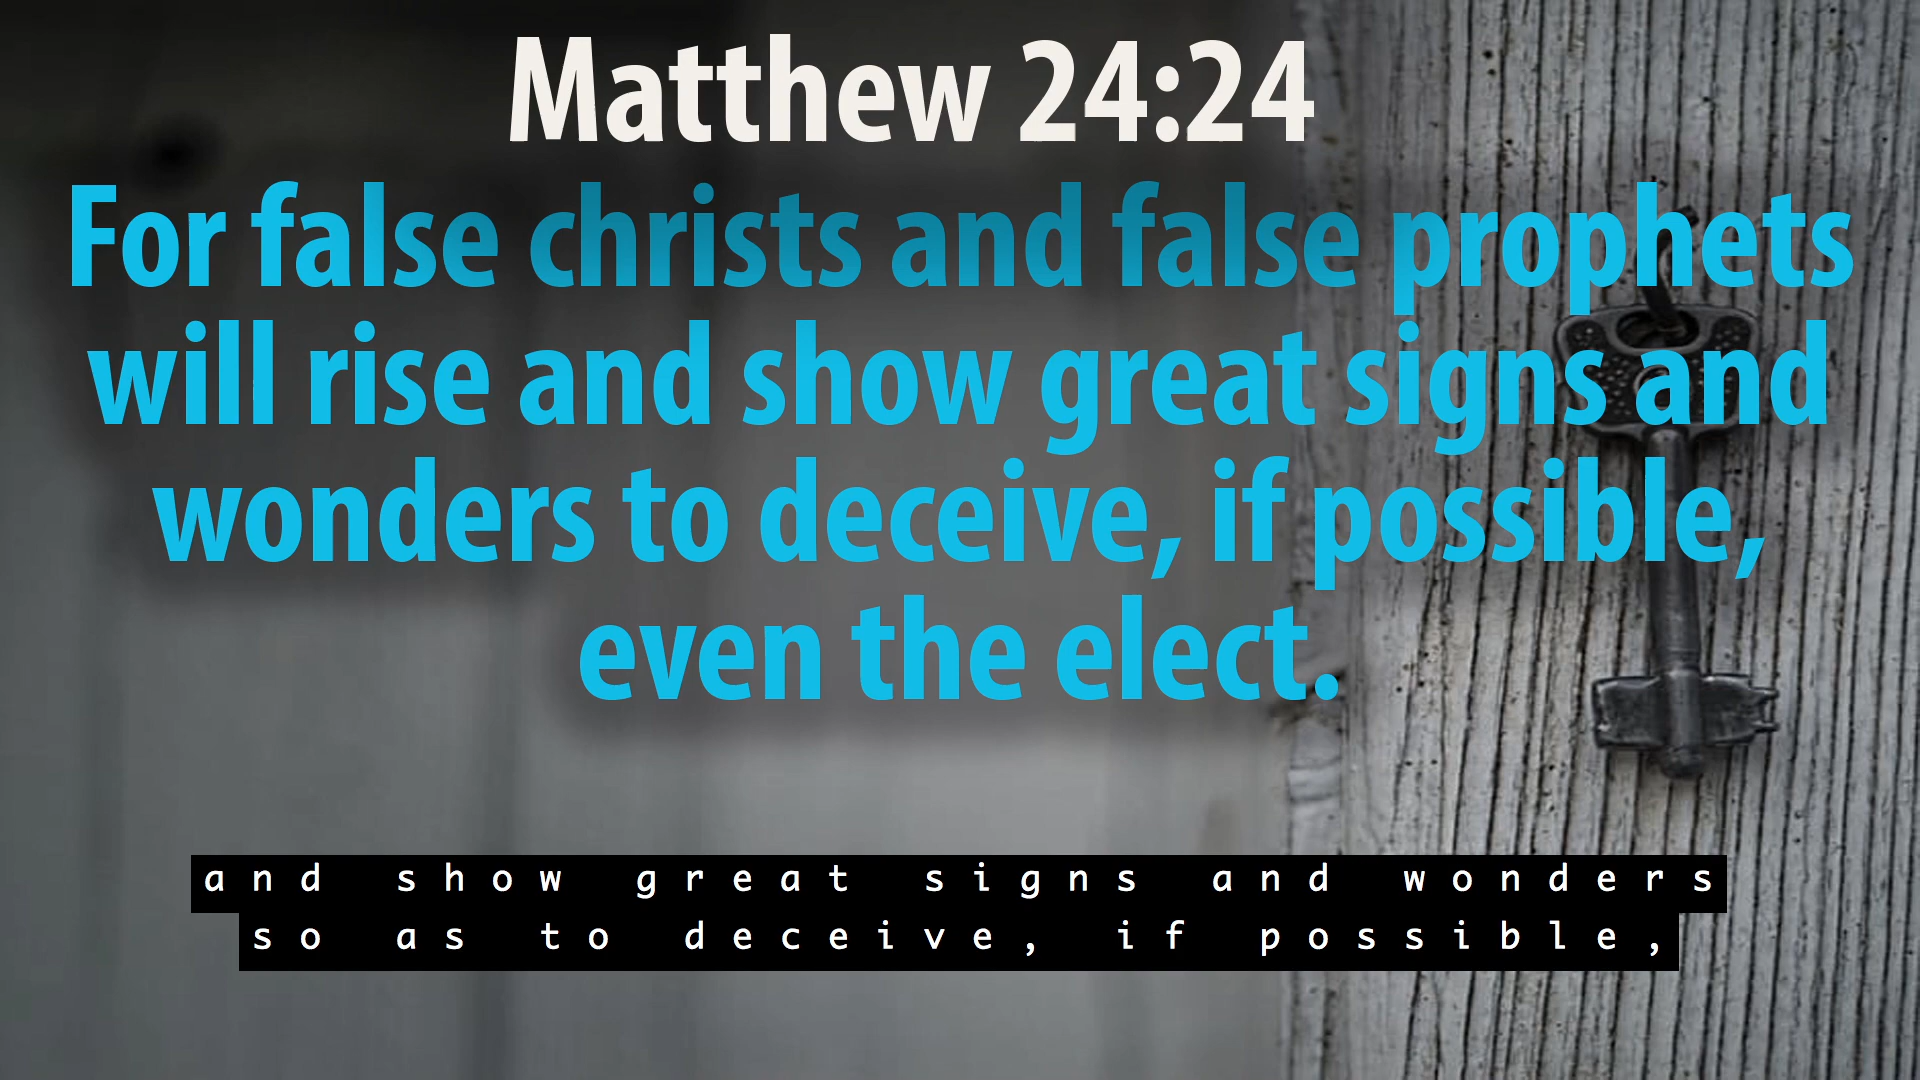 Matthew 24:24
For false christs and false prophets
will rise and show great signs and
wonders to deceive, if possible,
even the elect.
and show great signs and wonders
so as to deceive, if possible,